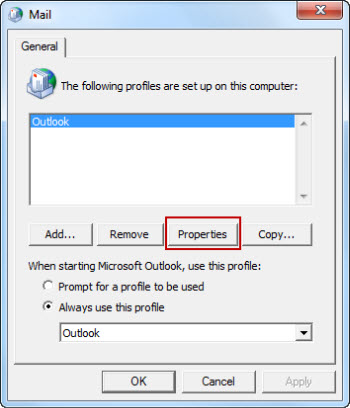 Mail
General
The following profiles are set up on this computer:
Outlook
Add... Remove Properties Copy...
When starting Microsoft Outlook, use this profile:
Prompt for a profile to be used
Always use this profile
Outlook
OK Cancel Apply